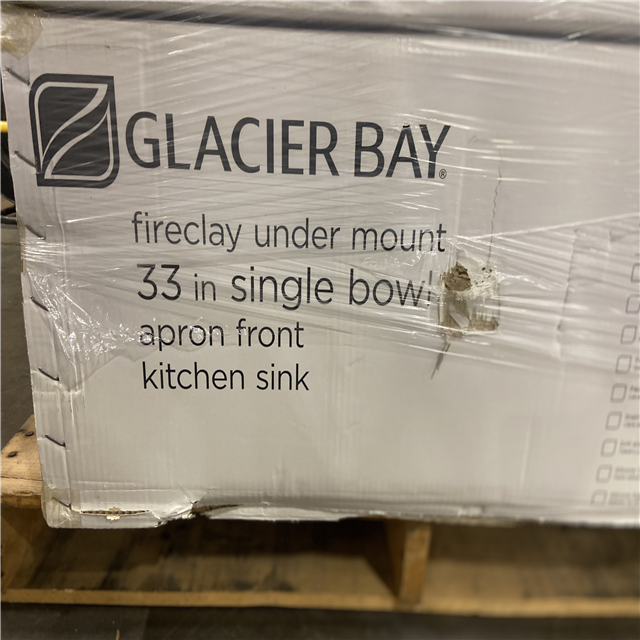 GLACIER BAY®
fireclay under mount
33 in single bowl
apron front
kitchen sink